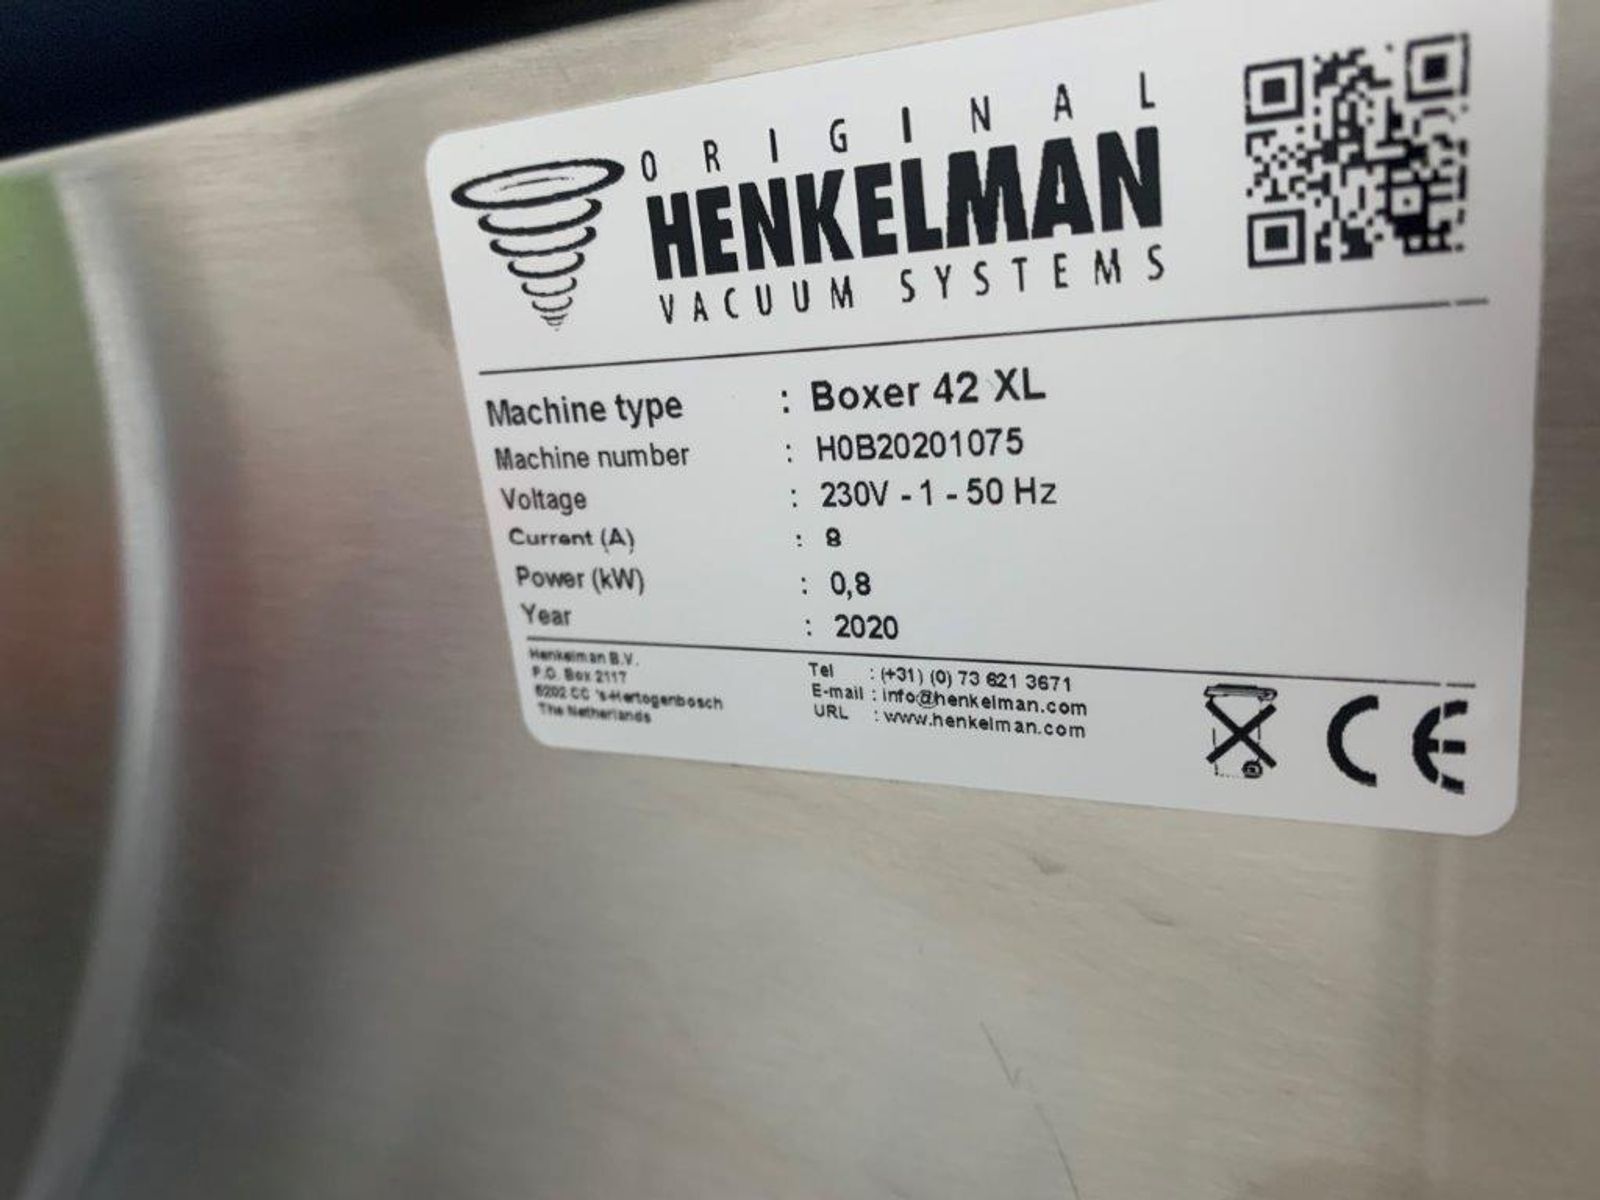 ORIGINAL
HENKELMAN
VACUUM SYSTEMS
Machine type : Boxer 42 XL
Machine number : H0B20201075
Voltage : 230V - 1 - 50 Hz
Current (A) : 8
Power (kW) : 0,8
Year : 2020
Henkelman B.V.
P.O. Box 2117
5202 CC 's-Hertogenbosch
The Netherlands
Tel : (+31) (0) 73 621 3671
E-mail : info@henkelman.com
URL : www.henkelman.com
CE